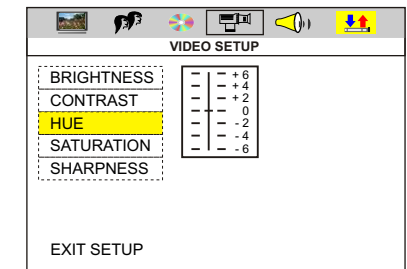 VIDEO SETUP
BRIGHTNESS
CONTRAST
HUE
SATURATION
SHARPNESS
+ 6
+ 4
+ 2
0
- 2
- 4
- 6
EXIT SETUP